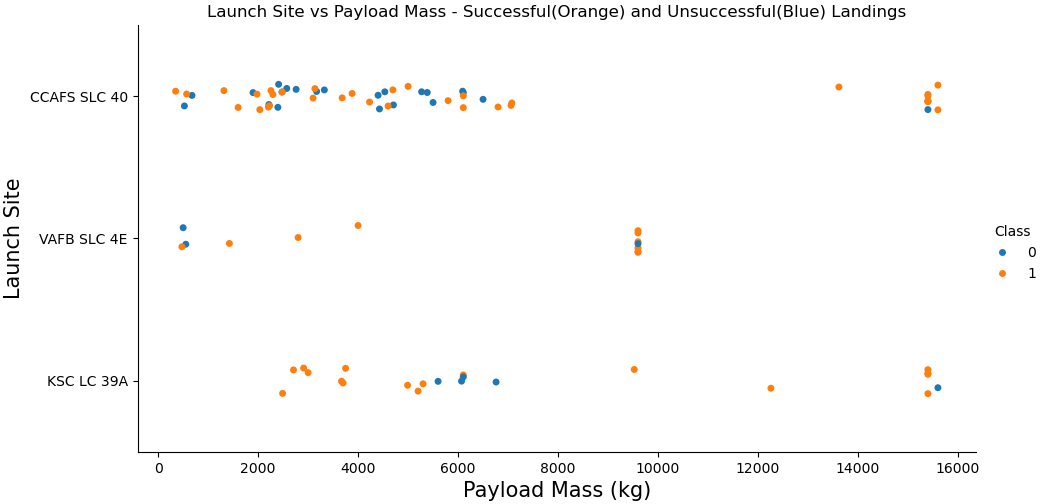 Launch Site vs Payload Mass - Successful(Orange) and Unsuccessful(Blue) Landings
Launch Site
CCAFS SLC 40
VAFB SLC 4E
KSC LC 39A
Class
0
1
0 2000 4000 6000 8000 10000 12000 14000 16000
Payload Mass (kg)